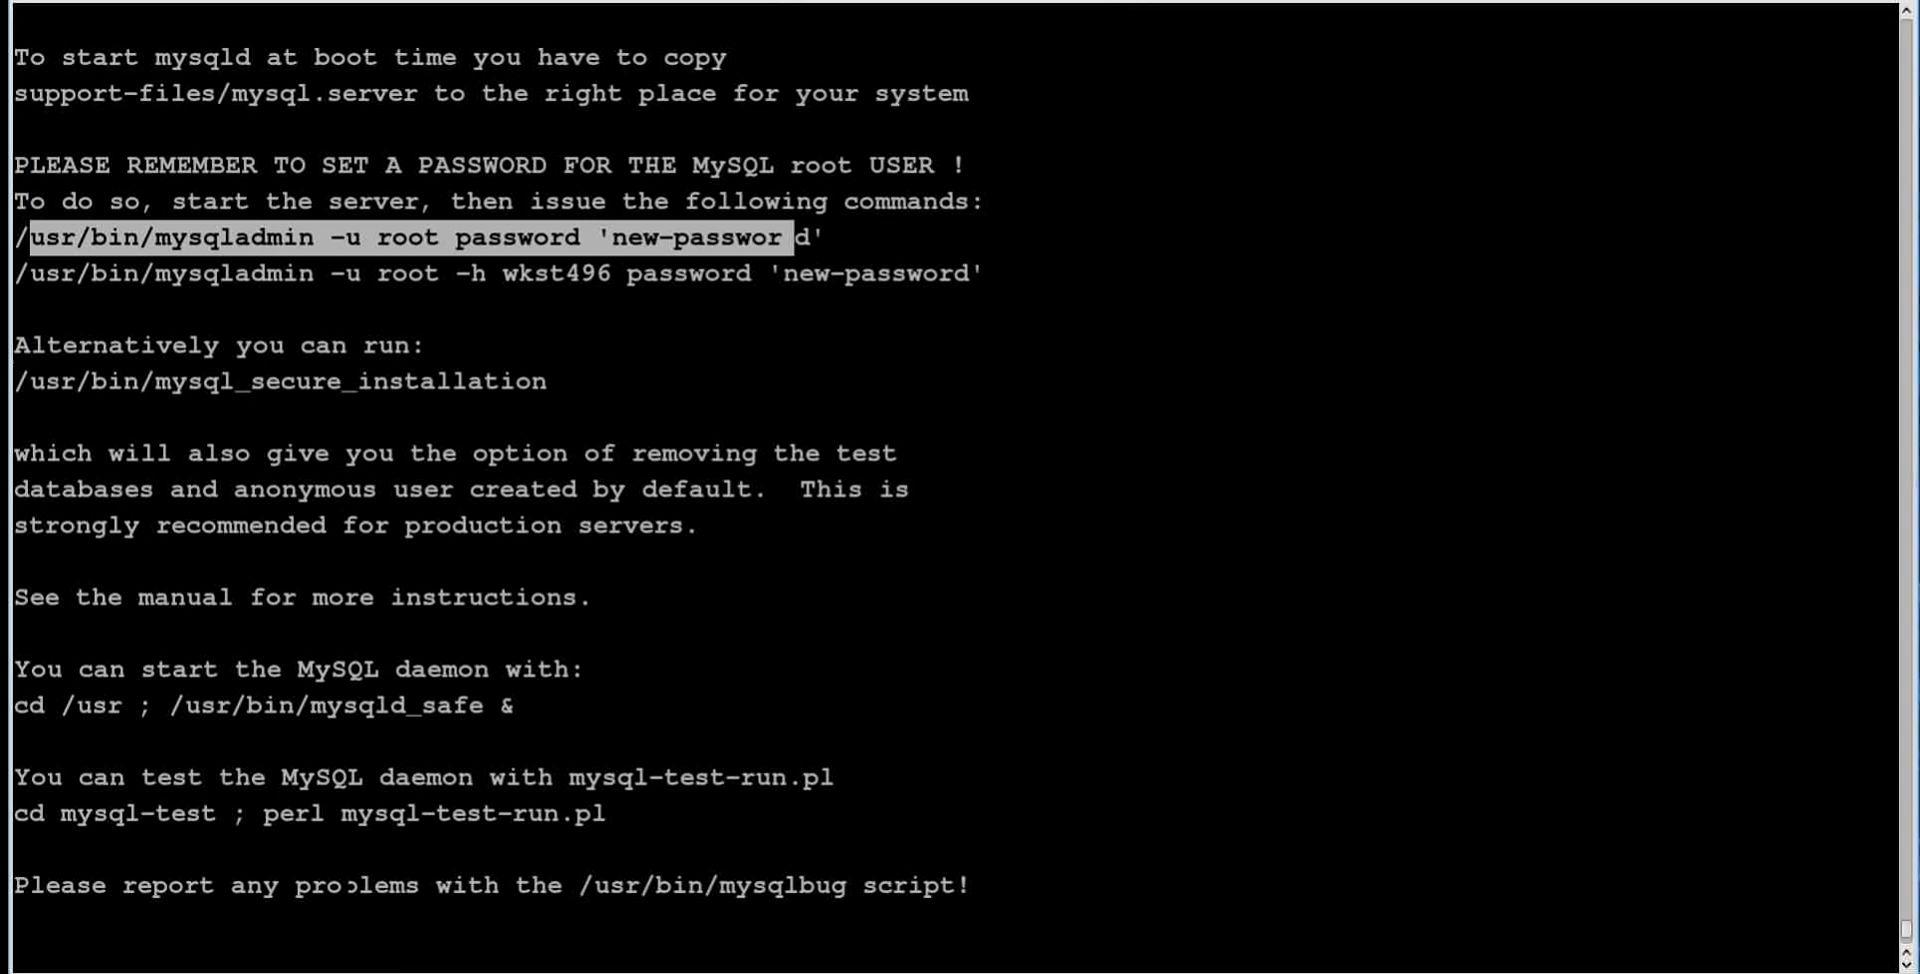 To start mysqld at boot time you have to copy
support-files/mysql.server to the right place for your system
PLEASE REMEMBER TO SET A PASSWORD FOR THE MySQL root USER !
To do so, start the server, then issue the following commands:
/usr/bin/mysqladmin -u root password 'new-password'
/usr/bin/mysqladmin -u root -h wkst496 password 'new-password'
Alternatively you can run:
/usr/bin/mysql_secure_installation
which will also give you the option of removing the test
databases and anonymous user created by default.  This is
strongly recommended for production servers.
See the manual for more instructions.
You can start the MySQL daemon with:
cd /usr ; /usr/bin/mysqld_safe &
You can test the MySQL daemon with mysql-test-run.pl
cd mysql-test ; perl mysql-test-run.pl
Please report any problems with the /usr/bin/mysqlbug script!